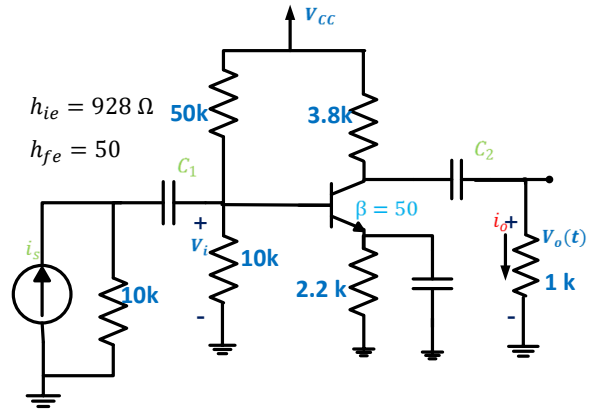 V_CC
h_ie = 928 Ω
50k
3.8k
h_fe = 50
C_1
C_2
β = 50
+
i_o
+
i_s
V_i
10k
V_o(t)
10k
2.2 k
1 k
-
-